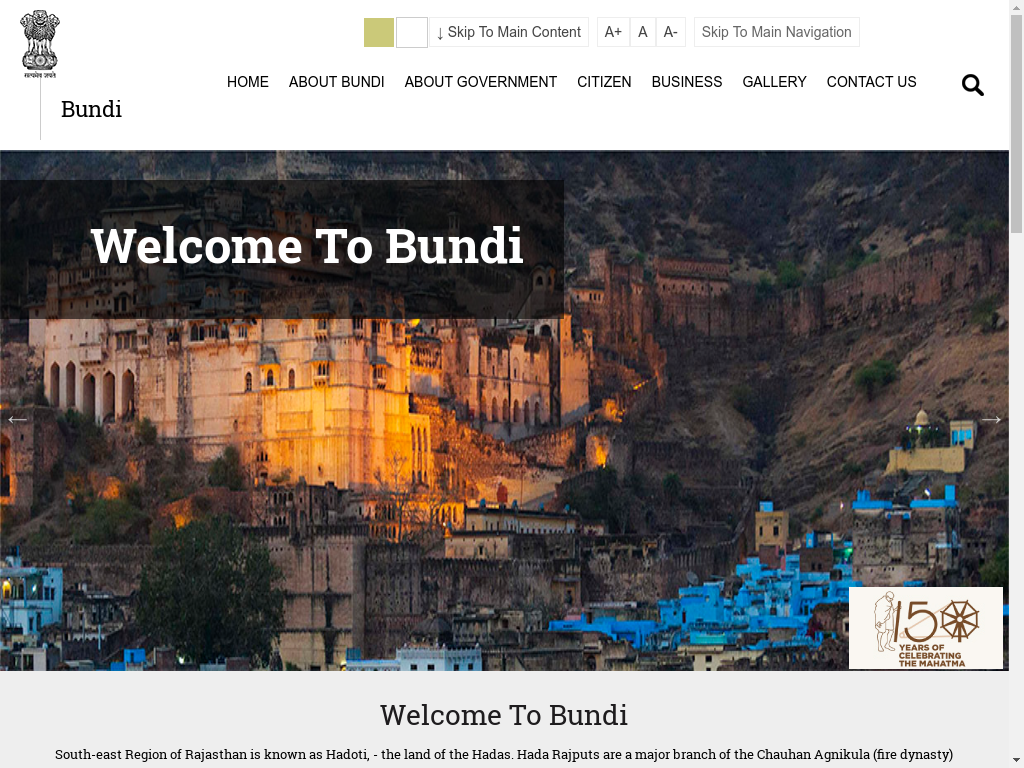 सत्यमेव जयते
Bundi
↓ Skip To Main Content
A+
A
A-
Skip To Main Navigation
HOME
ABOUT BUNDI
ABOUT GOVERNMENT
CITIZEN
BUSINESS
GALLERY
CONTACT US
Welcome To Bundi
←
→
150
YEARS OF
CELEBRATING
THE MAHATMA
Welcome To Bundi
South-east Region of Rajasthan is known as Hadoti, - the land of the Hadas. Hada Rajputs are a major branch of the Chauhan Agnikula (fire dynasty)